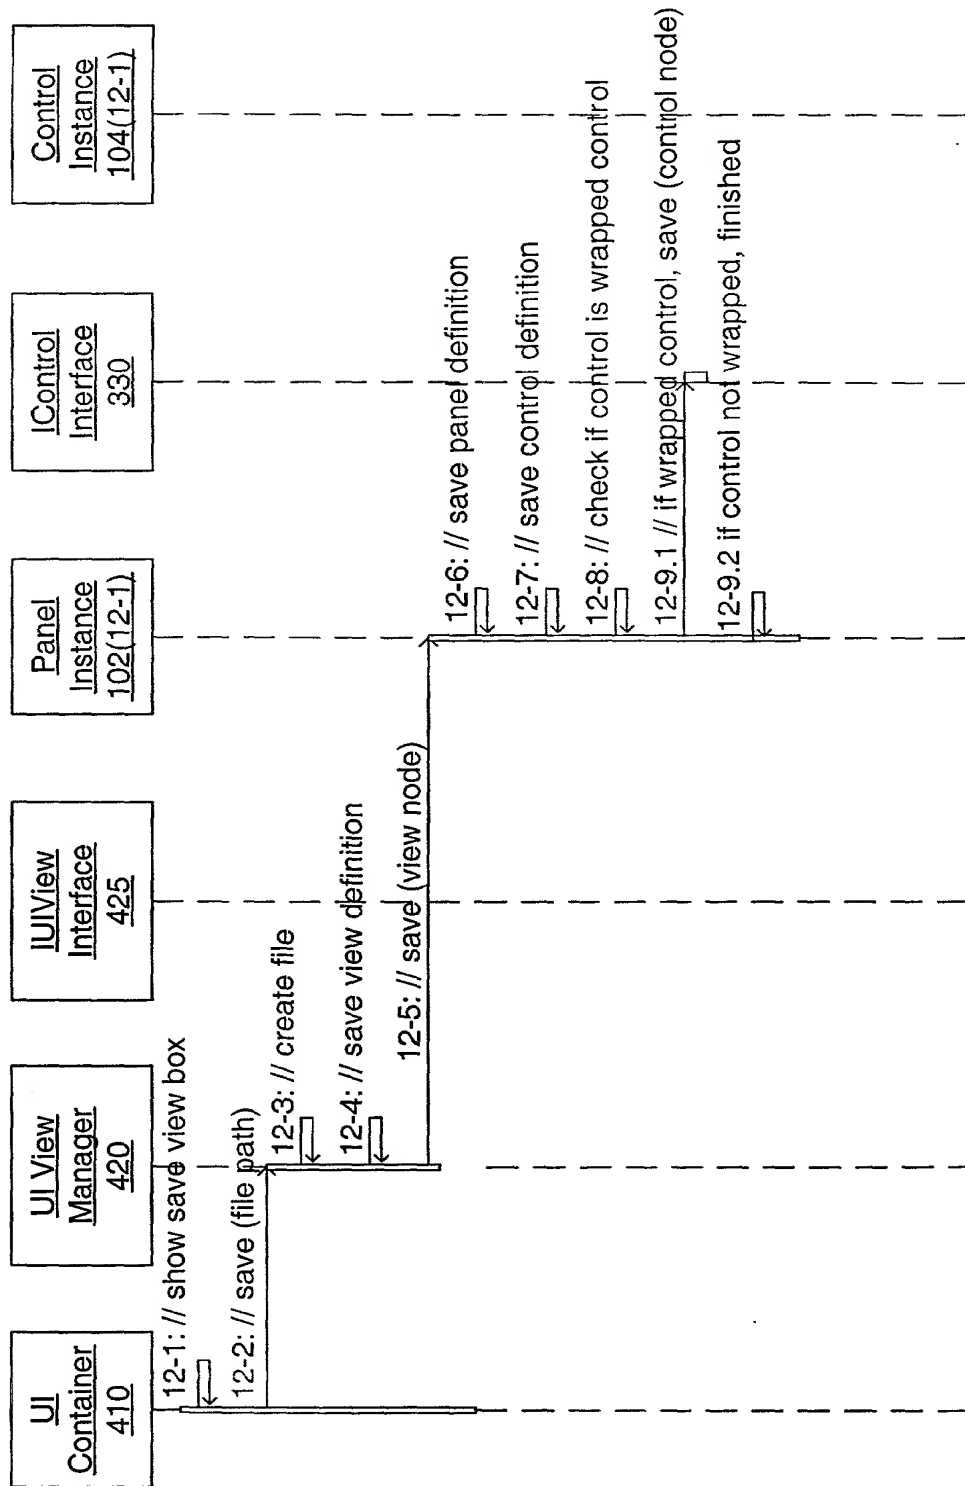 UI
Container
410
UI View
Manager
420
IUIView
Interface
425
Panel
Instance
102(12-1)
IControl
Interface
330
Control
Instance
104(12-1)
12-1: // show save view box
12-2: // save (file path)
12-3: // create file
12-4: // save view definition
12-5: // save (view node)
12-6: // save panel definition
12-7: // save control definition
12-8: // check if control is wrapped control
12-9.1 // if wrapped control, save (control node)
12-9.2 if control not wrapped, finished